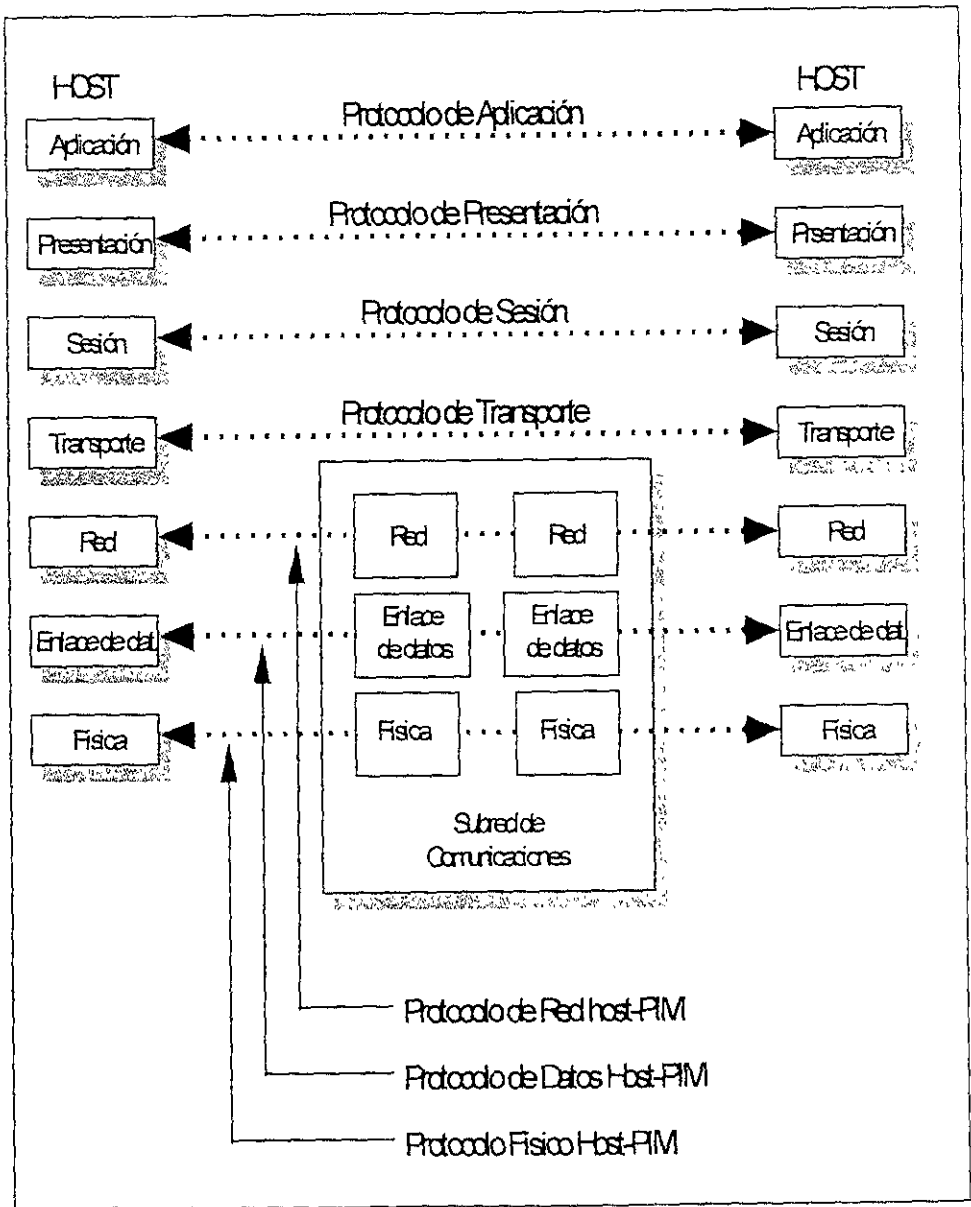 HOST
HOST
Protocolo de Aplicación
Aplicación
Aplicación
Protocolo de Presentación
Presentación
Prsentación
Protocolo de Sesión
Sesión
Sesión
Protocolo de Transporte
Transporte
Transporte
Red
Red
Red
Red
Enlace de dat.
Enlace
de datos
Enlace
de datos
Enlace de dat.
Física
Física
Física
Física
Subred de
Comunicaciones
Protocolo de Red host-PIM
Protocolo de Datos Host-PIM
Protocolo Físico Host-PIM